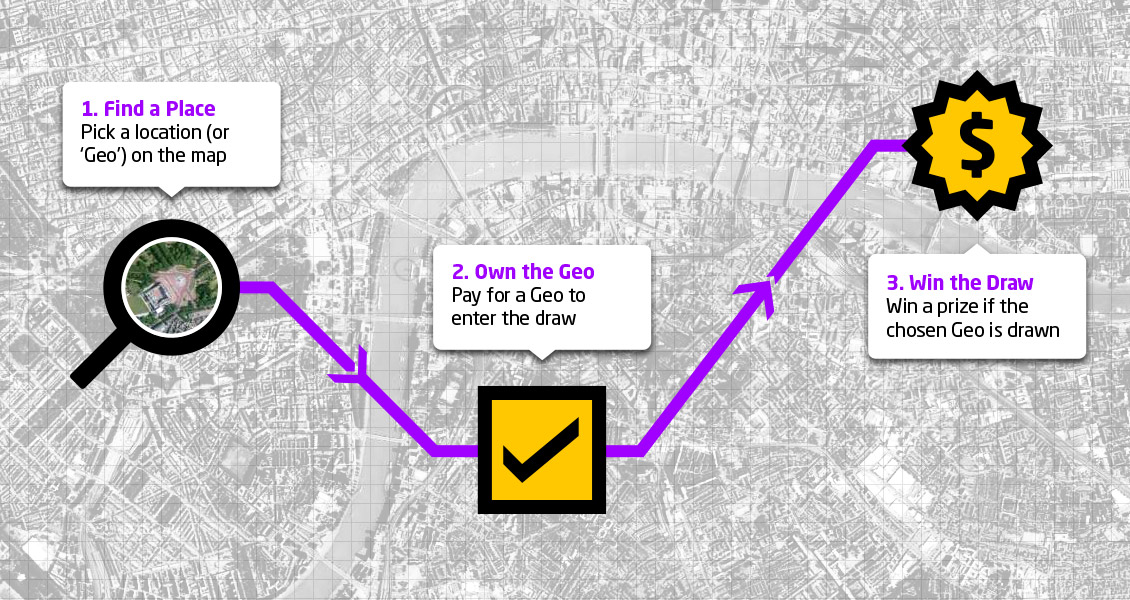 1. Find a Place
Pick a location (or
‘Geo’) on the map
2. Own the Geo
Pay for a Geo to
enter the draw
$
3. Win the Draw
Win a prize if the
chosen Geo is drawn